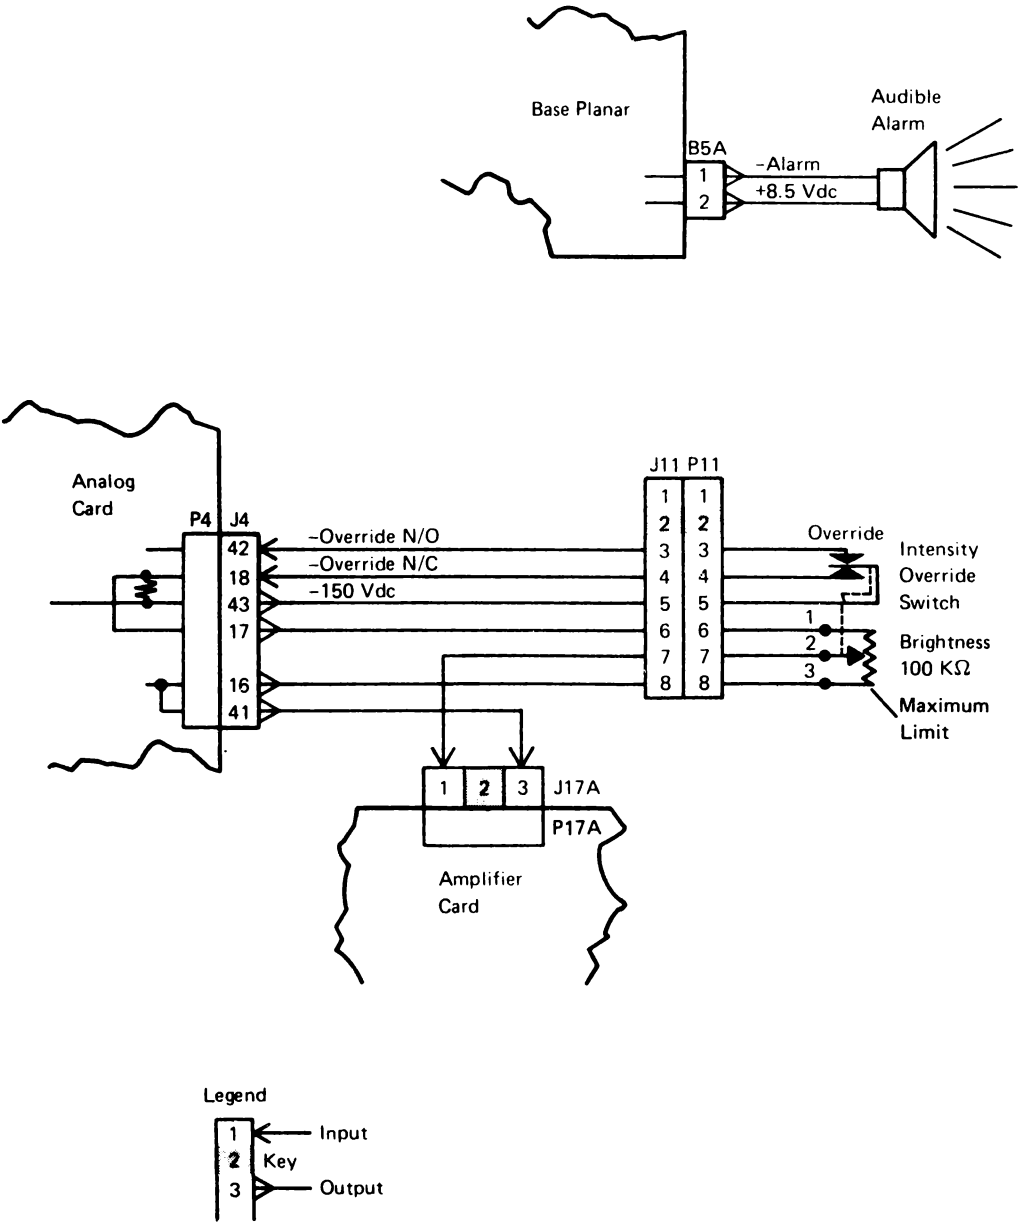 Base Planar
Audible
Alarm
B5A
1
2
–Alarm
+8.5 Vdc
Analog
Card
P4 J4
42
18
43
17
16
41
–Override N/O
–Override N/C
–150 Vdc
J11 P11
1 1
2 2
3 3
4 4
5 5
6 6
7 7
8 8
Override
Intensity
Override
Switch
1
2
3
Brightness
100 KΩ
Maximum
Limit
1 2 3 J17A
P17A
Amplifier
Card
Legend
1 Input
2 Key
3 Output